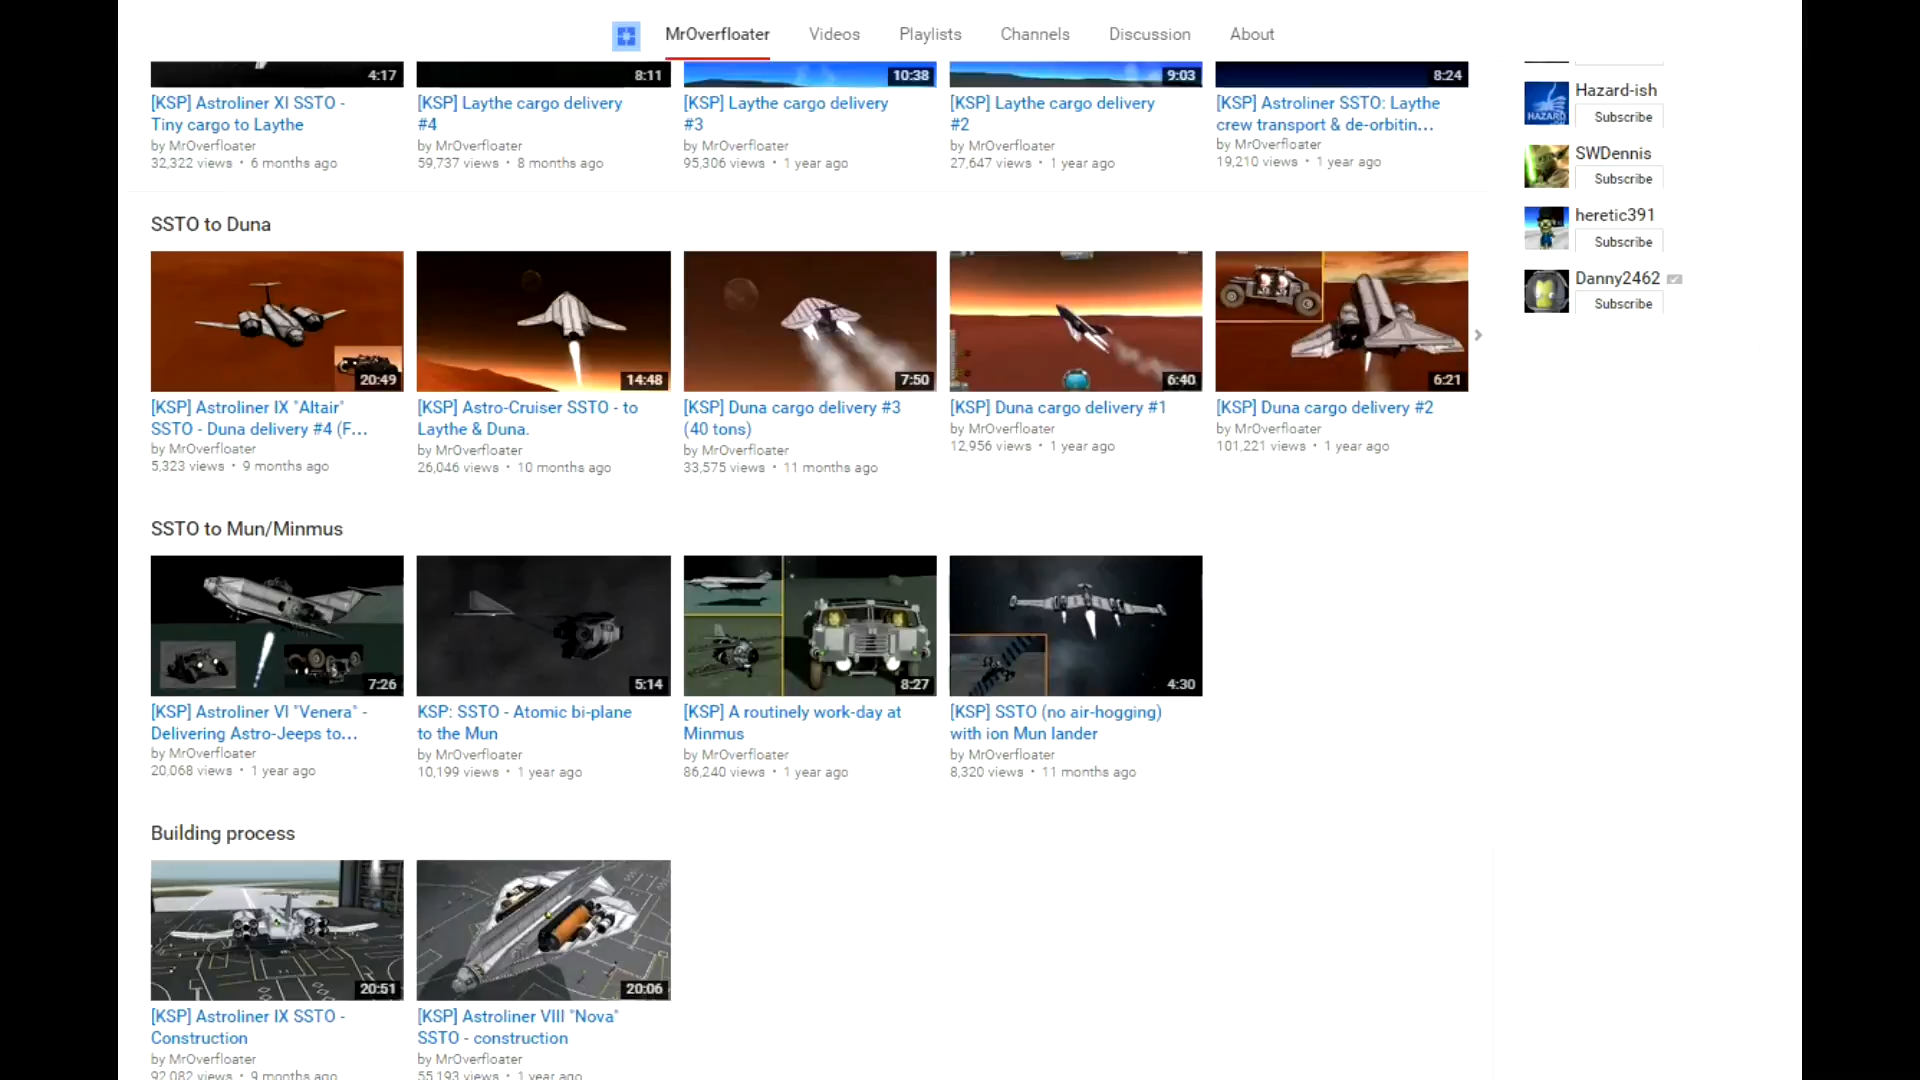 MrOverfloater Videos Playlists Channels Discussion About
4:17 8:11 10:38 9:03 8:24
[KSP] Astroliner XI SSTO -
Tiny cargo to Laythe
by MrOverfloater
32,322 views • 6 months ago
[KSP] Laythe cargo delivery
#4
by MrOverfloater
59,737 views • 8 months ago
[KSP] Laythe cargo delivery
#3
by MrOverfloater
95,306 views • 1 year ago
[KSP] Laythe cargo delivery
#2
by MrOverfloater
27,647 views • 1 year ago
[KSP] Astroliner SSTO: Laythe
crew transport & de-orbitin...
by MrOverfloater
19,210 views • 1 year ago
SSTO to Duna
20:49
[KSP] Astroliner IX "Altair"
SSTO - Duna delivery #4 (F...
by MrOverfloater
5,323 views • 9 months ago
14:48
[KSP] Astro-Cruiser SSTO - to
Laythe & Duna.
by MrOverfloater
26,046 views • 10 months ago
7:50
[KSP] Duna cargo delivery #3
(40 tons)
by MrOverfloater
33,575 views • 11 months ago
6:40
[KSP] Duna cargo delivery #1
by MrOverfloater
12,956 views • 1 year ago
6:21
[KSP] Duna cargo delivery #2
by MrOverfloater
101,221 views • 1 year ago
SSTO to Mun/Minmus
7:26
[KSP] Astroliner VI "Venera" -
Delivering Astro-Jeeps to...
by MrOverfloater
20,068 views • 1 year ago
5:14
KSP: SSTO - Atomic bi-plane
to the Mun
by MrOverfloater
10,199 views • 1 year ago
8:27
[KSP] A routinely work-day at
Minmus
by MrOverfloater
86,240 views • 1 year ago
4:30
[KSP] SSTO (no air-hogging)
with ion Mun lander
by MrOverfloater
8,320 views • 11 months ago
Building process
20:51
[KSP] Astroliner IX SSTO -
Construction
by MrOverfloater
92,082 views • 9 months ago
20:06
[KSP] Astroliner VIII "Nova"
SSTO - construction
by MrOverfloater
55,193 views • 1 year ago
HAZARD
Hazard-ish
Subscribe
SWDennis
Subscribe
heretic391
Subscribe
Danny2462
Subscribe